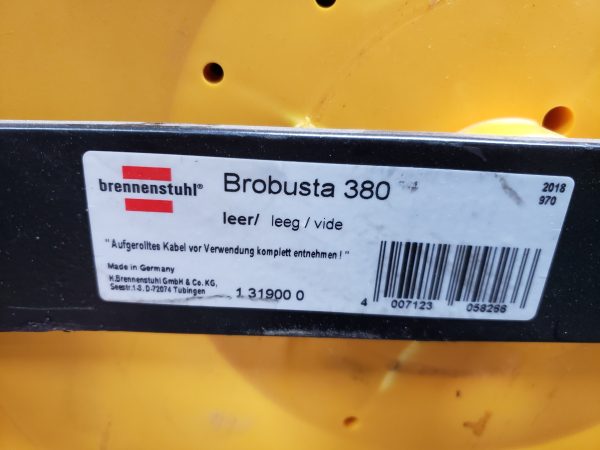 brennenstuhl®
Brobusta 380
2018
970
leer/ leeg / vide
"Aufgerolltes Kabel vor Verwendung komplett entnehmen!"
Made in Germany
H.Brennenstuhl GmbH & Co. KG,
Seestr.1-3, D-72074 Tübingen
1 31900 0
4 007123 058266